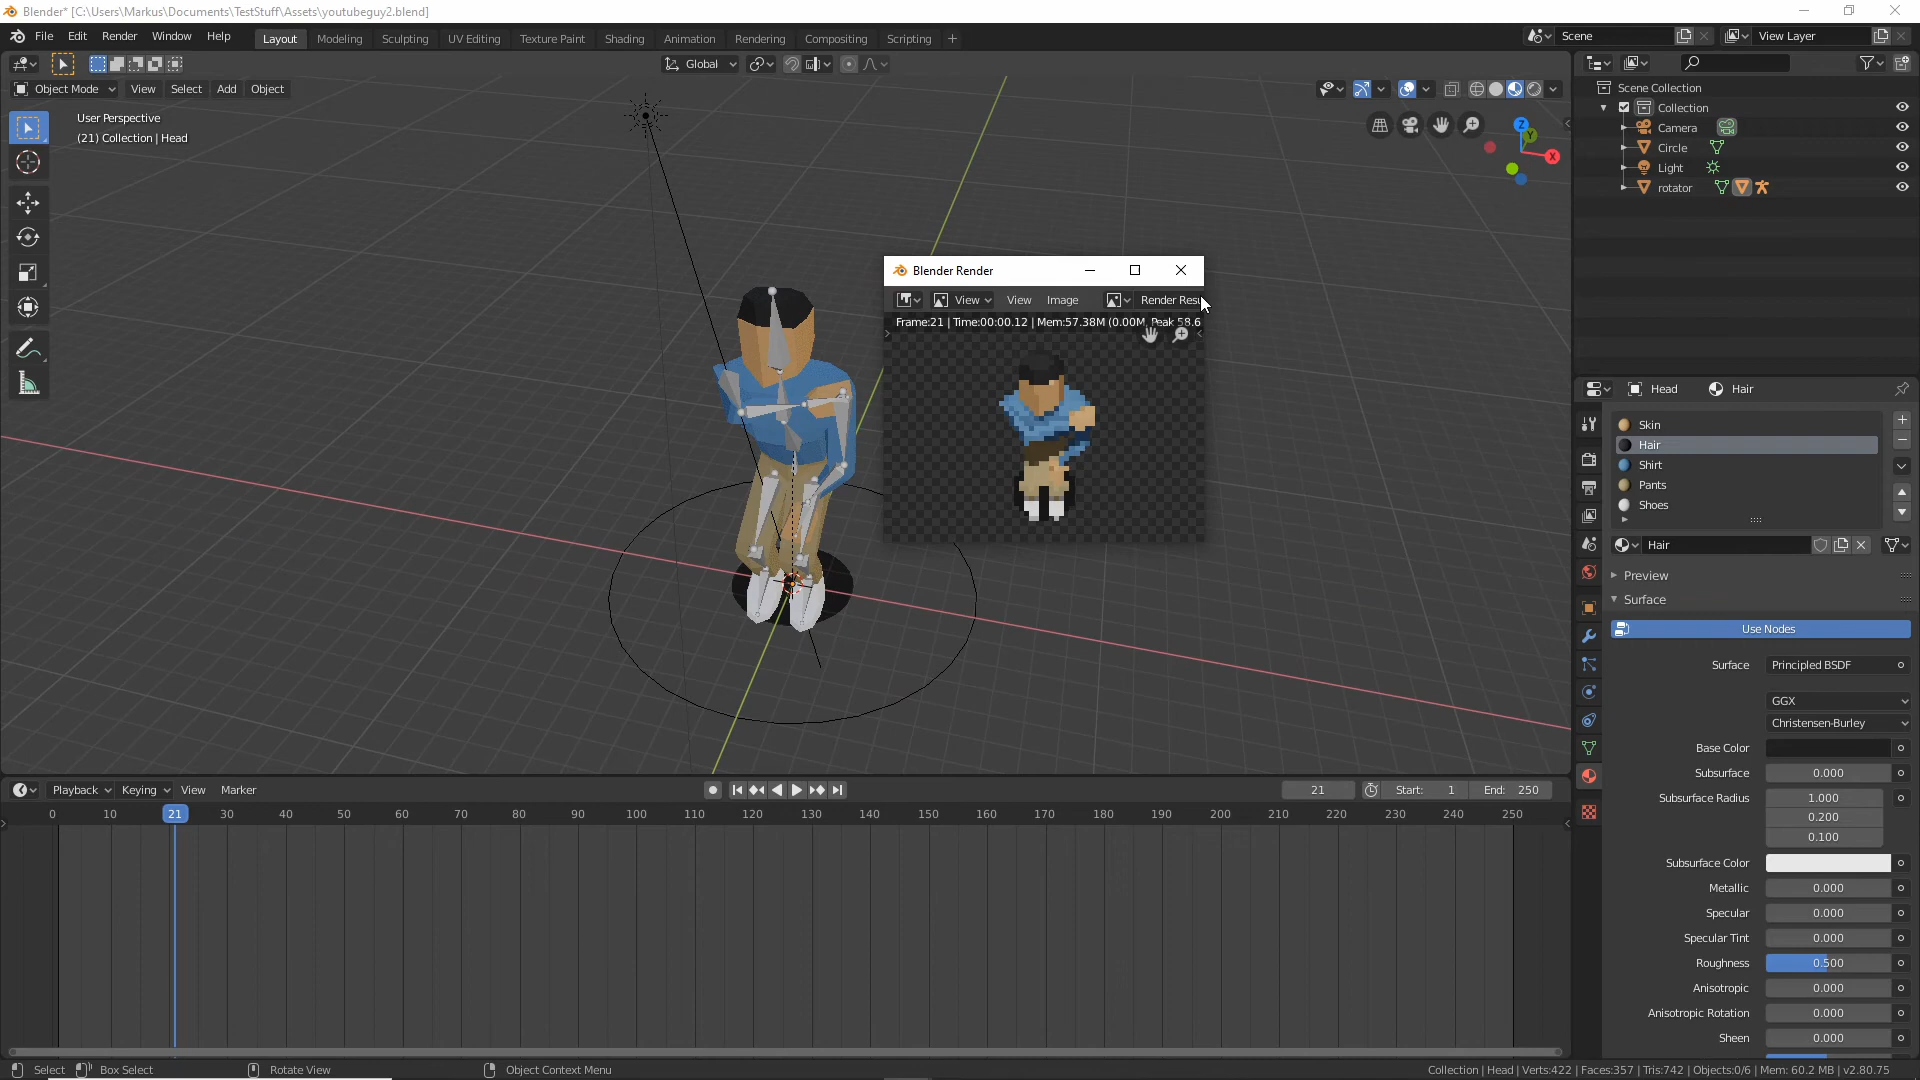 Blender* [C:\Users\Markus\Documents\TestStuff\Assets\youtubeguy2.blend]
File Edit Render Window Help Layout Modeling Sculpting UV Editing Texture Paint Shading Animation Rendering Compositing Scripting Scene View Layer
Global
Object Mode View Select Add Object
User Perspective
(21) Collection | Head
Z
Y
X
Scene Collection
Collection
Camera
Circle
Light
rotator
Blender Render
View View Image Render Resu
Frame:21 | Time:00:00.12 | Mem:57.38M (0.00M, Peak 58.6
Head Hair
Skin
Hair
Shirt
Pants
Shoes
Hair
Preview
Surface
Use Nodes
Surface Principled BSDF
GGX
Christensen-Burley
Base Color
Subsurface 0.000
Subsurface Radius 1.000
0.200
0.100
Subsurface Color
Metallic 0.000
Specular 0.000
Specular Tint 0.000
Roughness 0.500
Anisotropic 0.000
Anisotropic Rotation 0.000
Sheen 0.000
Playback Keying View Marker 21 Start: 1 End: 250
0 10 21 30 40 50 60 70 80 90 100 110 120 130 140 150 160 170 180 190 200 210 220 230 240 250
Select Box Select Rotate View Object Context Menu Collection | Head | Verts:422 | Faces:357 | Tris:742 | Objects:0/6 | Mem: 60.2 MB | v2.80.75